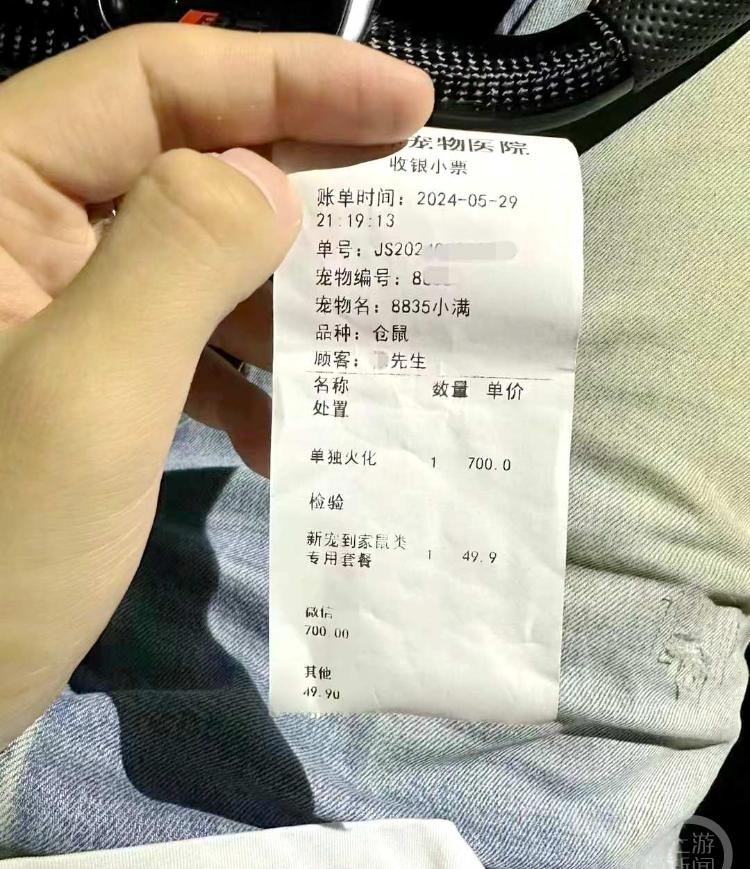 宠物医院
收银小票
账单时间：2024-05-29
21:19:13
单号：JS202
宠物编号：8
宠物名：8835小满
品种：仓鼠
顾客： 先生
名称 数量 单价
处置
单独火化 1 700.0
检验
新宠到家鼠类
专用套餐 1 49.9
微信
700.00
其他
49.90
上游
新闻